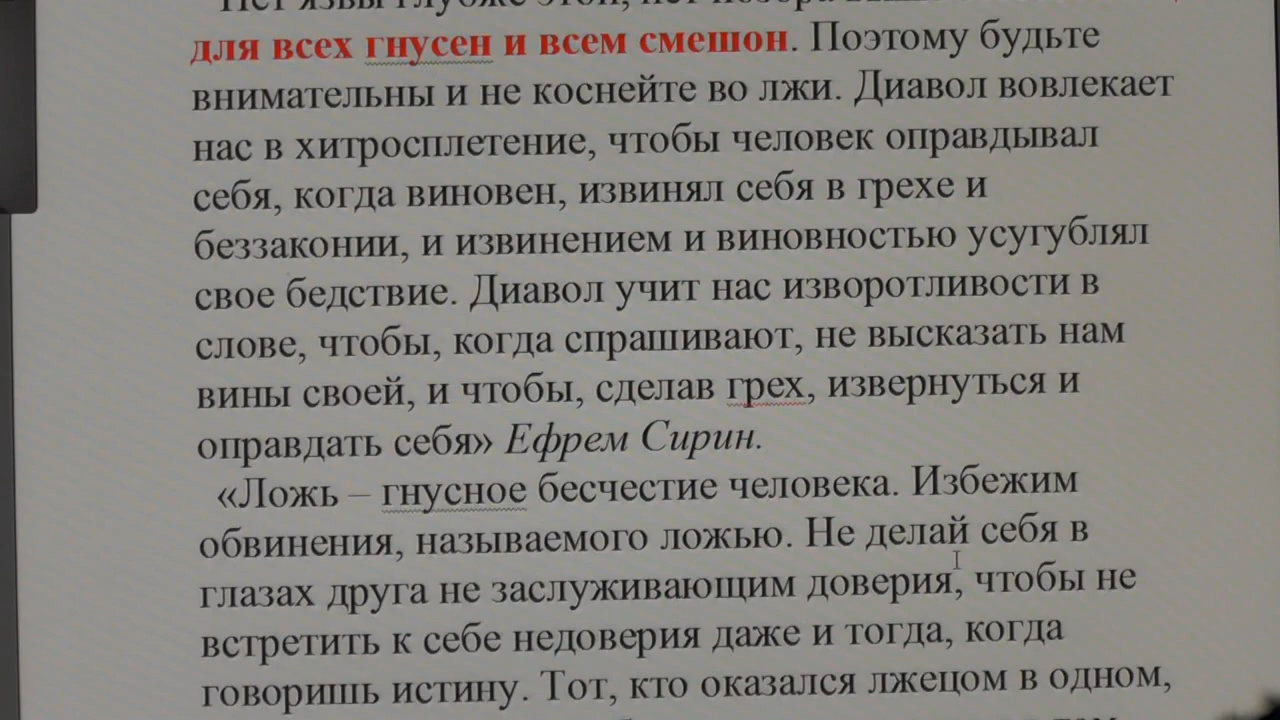 для всех гнусен и всем смешон. Поэтому будьте
внимательны и не коснейте во лжи. Диавол вовлекает
нас в хитросплетение, чтобы человек оправдывал
себя, когда виновен, извинял себя в грехе и
беззаконии, и извинением и виновностью усугублял
свое бедствие. Диавол учит нас изворотливости в
слове, чтобы, когда спрашивают, не высказать нам
вины своей, и чтобы, сделав грех, извернуться и
оправдать себя» Ефрем Сирин.
«Ложь – гнусное бесчестие человека. Избежим
обвинения, называемого ложью. Не делай себя в
глазах друга не заслуживающим доверия, чтобы не
встретить к себе недоверия даже и тогда, когда
говоришь истину. Тот, кто оказался лжецом в одном,